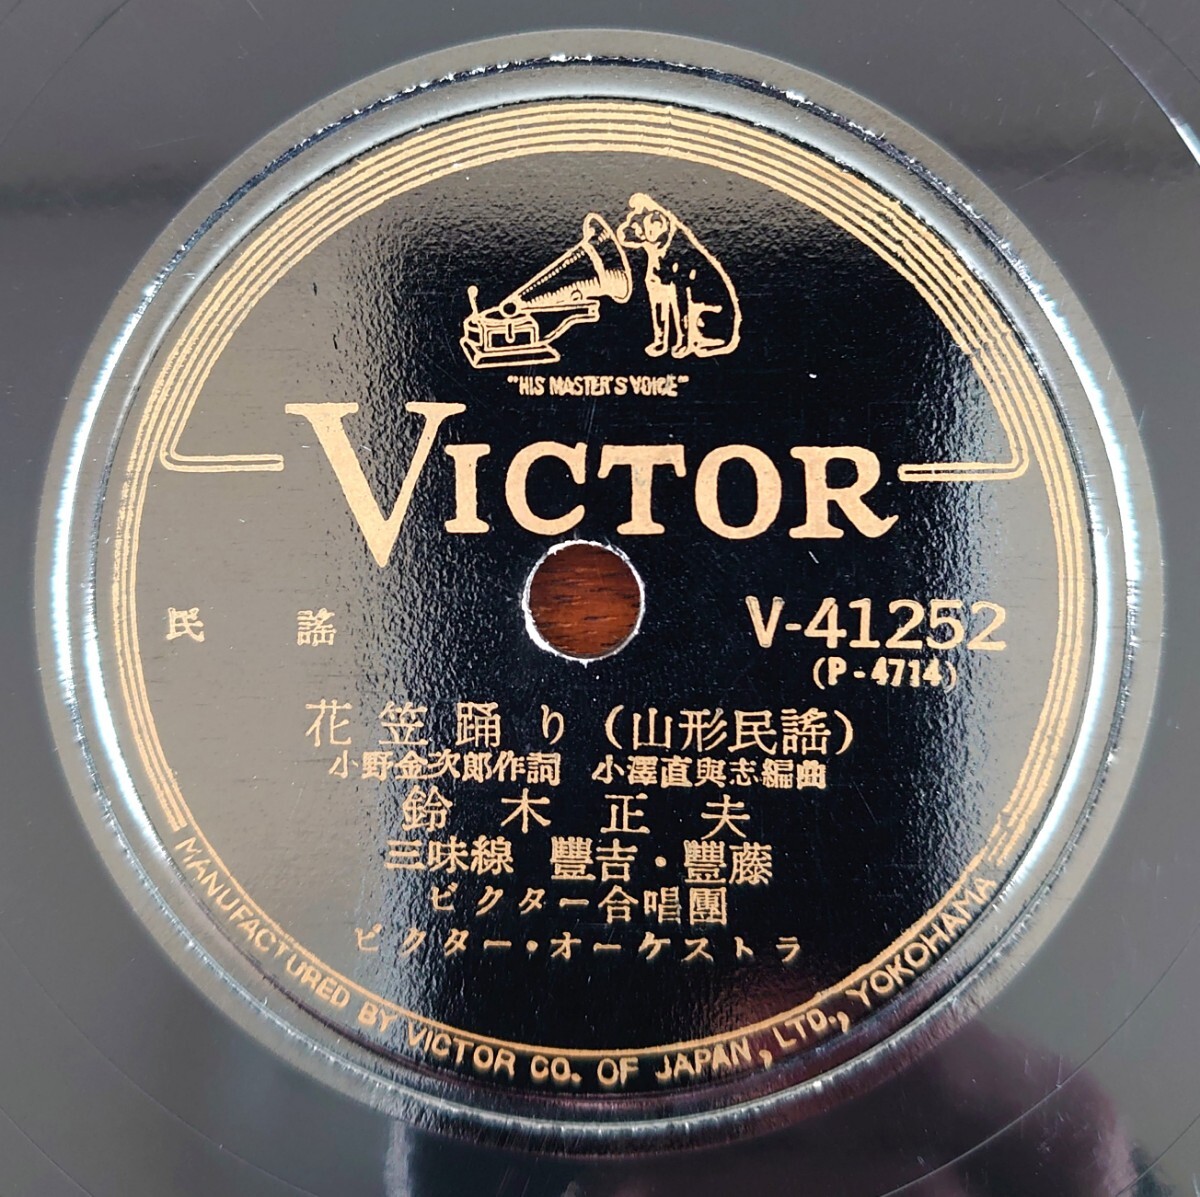 "HIS MASTER'S VOICE"
VICTOR
民謡
V-41252
(P-4714)
花笠踊り(山形民謡)
小野金次郎作詞 小澤直與志編曲
鈴木正夫
三味線 豐吉・豐藤
ビクター合唱團
ビクター・オーケストラ
MANUFACTURED BY VICTOR CO. OF JAPAN, LTD., YOKOHAMA